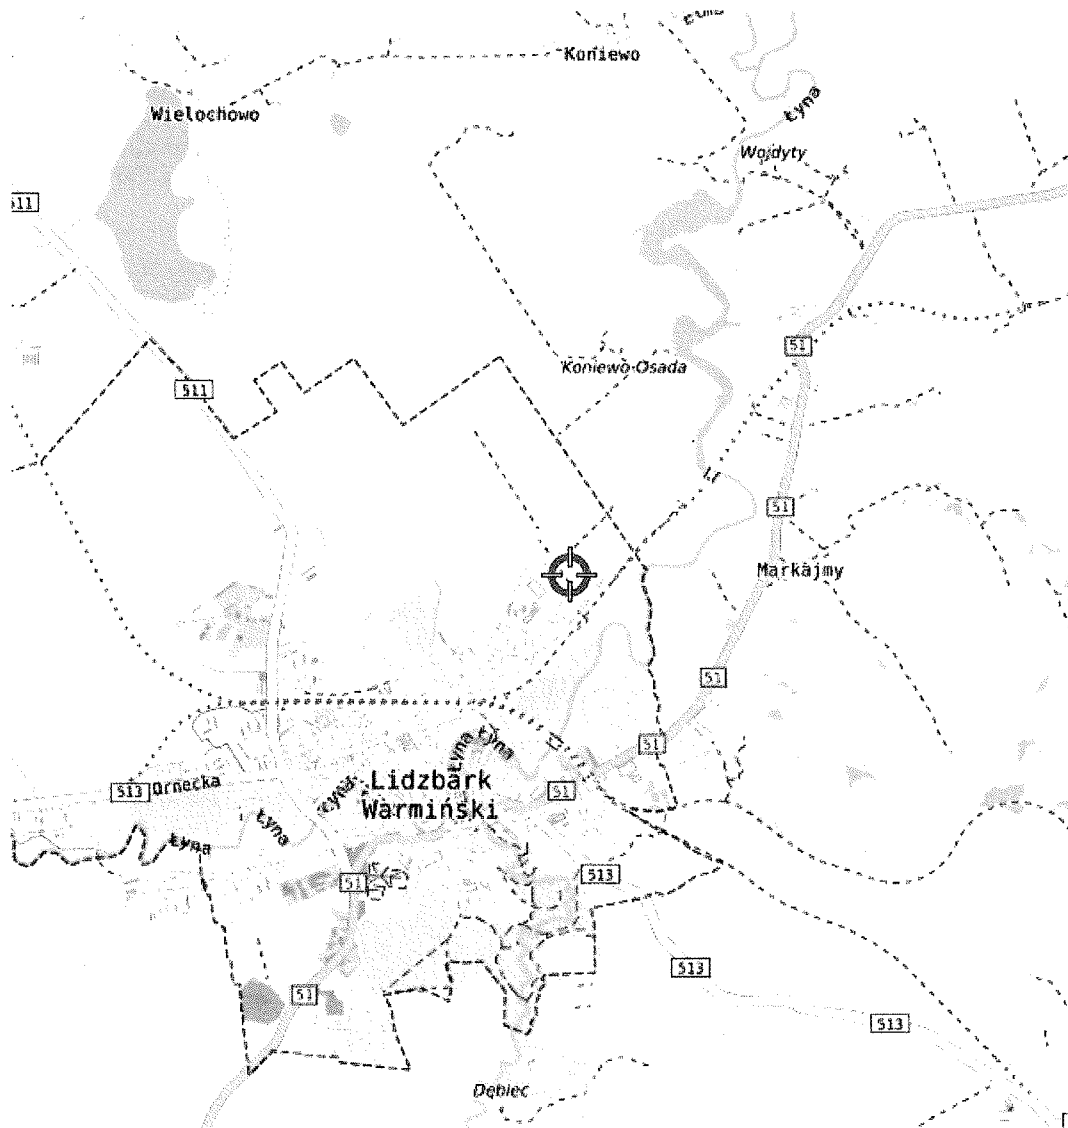 Koniewo
Łyna
Wielochowo
Wojdyty
511
51
Koniewo-Osada
511
51
Markajmy
51
51
Łyna
Łyna
Lidzbark
Warmiński
Łyna
51
513
Ornecka
Łyna
Łyna
51
513
513
51
513
Dębiec